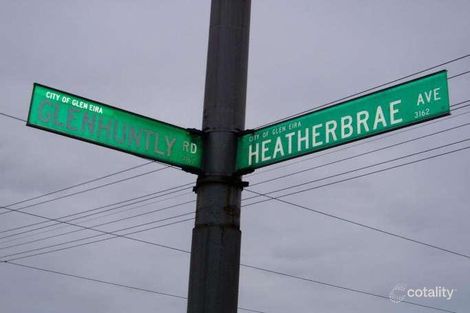 CITY OF GLEN EIRA
GLENHUNTLY RD
CITY OF GLEN EIRA
HEATHERBRAE AVE
3162
cotality